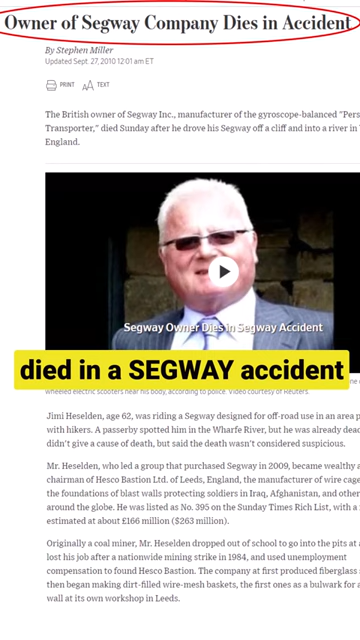 Owner of Segway Company Dies in Accident
By Stephen Miller
Updated Sept. 27, 2010 12:01 am ET
PRINT
AA TEXT
The British owner of Segway Inc., manufacturer of the gyroscope-balanced "Pers
Transporter," died Sunday after he drove his Segway off a cliff and into a river in
England.
Segway Owner Dies in Segway Accident
died in a SEGWAY accident
wheeled electric scooters near his body, according to police. Video courtesy of Reuters.
Jimi Heselden, age 62, was riding a Segway designed for off-road use in an area p
with hikers. A passerby spotted him in the Wharfe River, but he was already dead
didn't give a cause of death, but said the death wasn't considered suspicious.
Mr. Heselden, who led a group that purchased Segway in 2009, became wealthy a
chairman of Hesco Bastion Ltd. of Leeds, England, the manufacturer of wire cage
the foundations of blast walls protecting soldiers in Iraq, Afghanistan, and other
around the globe. He was listed as No. 395 on the Sunday Times Rich List, with a
estimated at about £166 million ($263 million).
Originally a coal miner, Mr. Heselden dropped out of school to go into the pits at a
lost his job after a nationwide mining strike in 1984, and used unemployment
compensation to found Hesco Bastion. The company at first produced fiberglass
then began making dirt-filled wire-mesh baskets, the first ones as a bulwark for a
wall at its own workshop in Leeds.